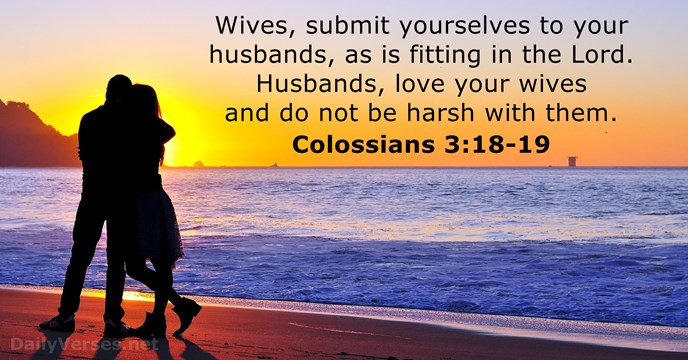 Wives, submit yourselves to your
husbands, as is fitting in the Lord.
Husbands, love your wives
and do not be harsh with them.
Colossians 3:18-19
DailyVerses.net